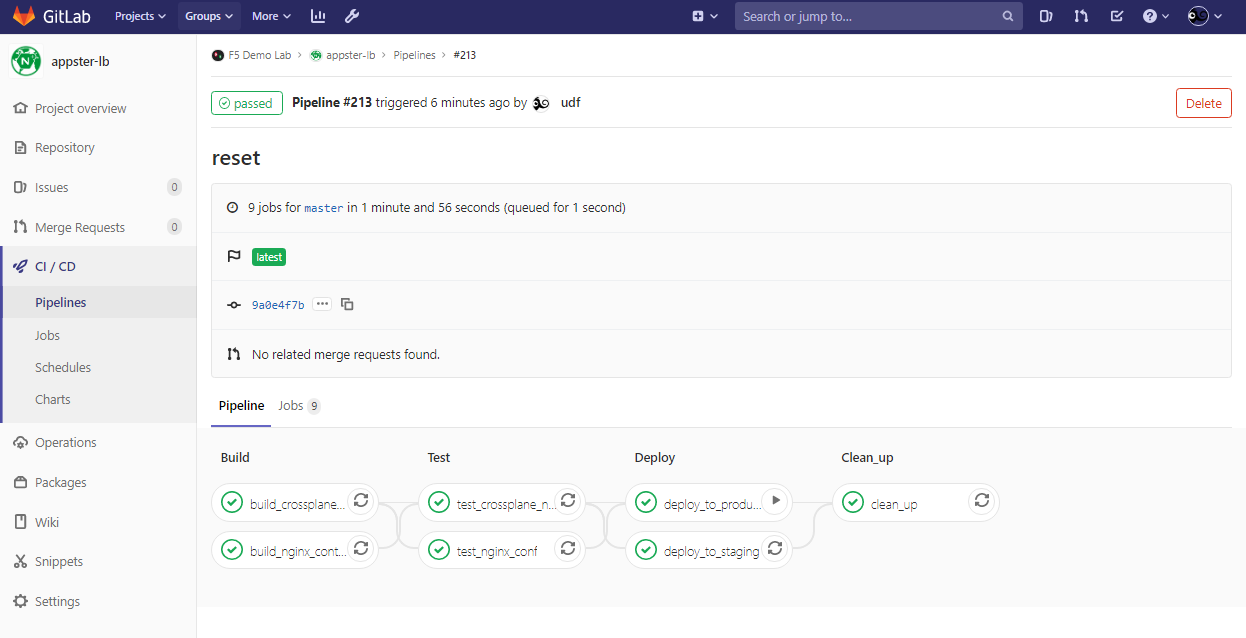 GitLab Projects Groups More Search or jump to...
appster-lb
Project overview
Repository
Issues 0
Merge Requests 0
CI / CD
Pipelines
Jobs
Schedules
Charts
Operations
Packages
Wiki
Snippets
Settings
F5 Demo Lab > appster-lb > Pipelines > #213
passed Pipeline #213 triggered 6 minutes ago by udf Delete
reset
9 jobs for master in 1 minute and 56 seconds (queued for 1 second)
latest
9a0e4f7b ...
No related merge requests found.
Pipeline Jobs 9
Build Test Deploy Clean_up
build_crossplane... test_crossplane_n... deploy_to_produ... clean_up
build_nginx_cont... test_nginx_conf deploy_to_staging